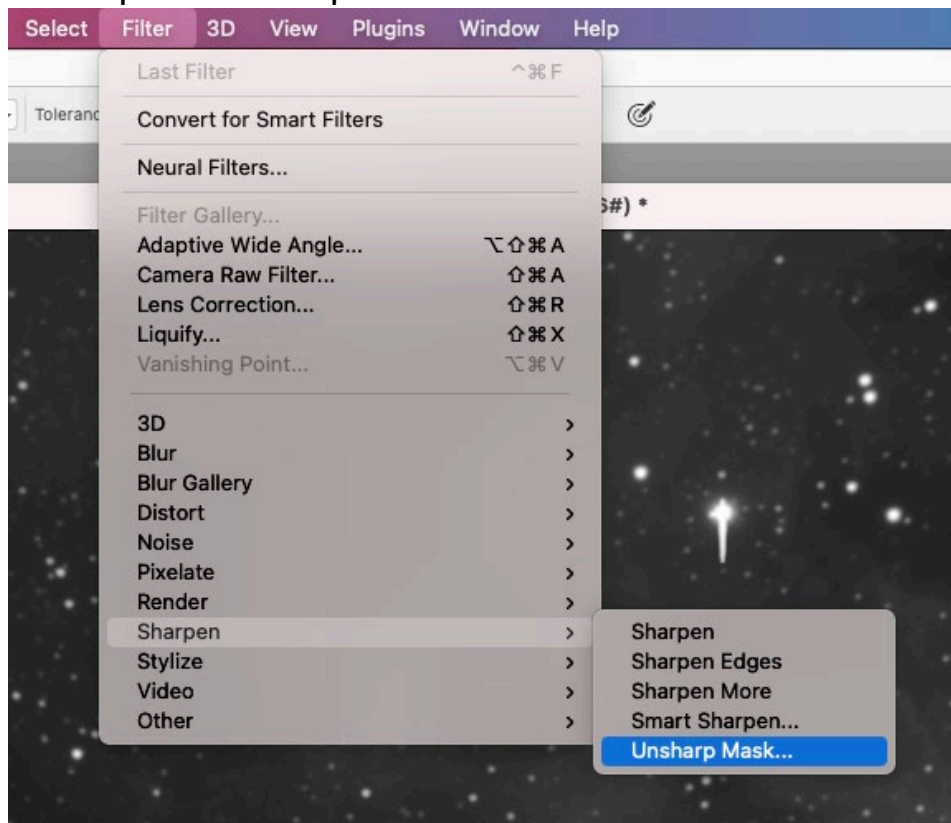 Select Filter 3D View Plugins Window Help
Last Filter ^⌘F
Convert for Smart Filters
Neural Filters...
Filter Gallery...
Adaptive Wide Angle... ⌥⇧⌘A
Camera Raw Filter... ⇧⌘A
Lens Correction... ⇧⌘R
Liquify... ⇧⌘X
Vanishing Point... ⌥⌘V
3D
Blur
Blur Gallery
Distort
Noise
Pixelate
Render
Sharpen
Stylize
Video
Other
Toleranc
6#) *
Sharpen
Sharpen Edges
Sharpen More
Smart Sharpen...
Unsharp Mask...